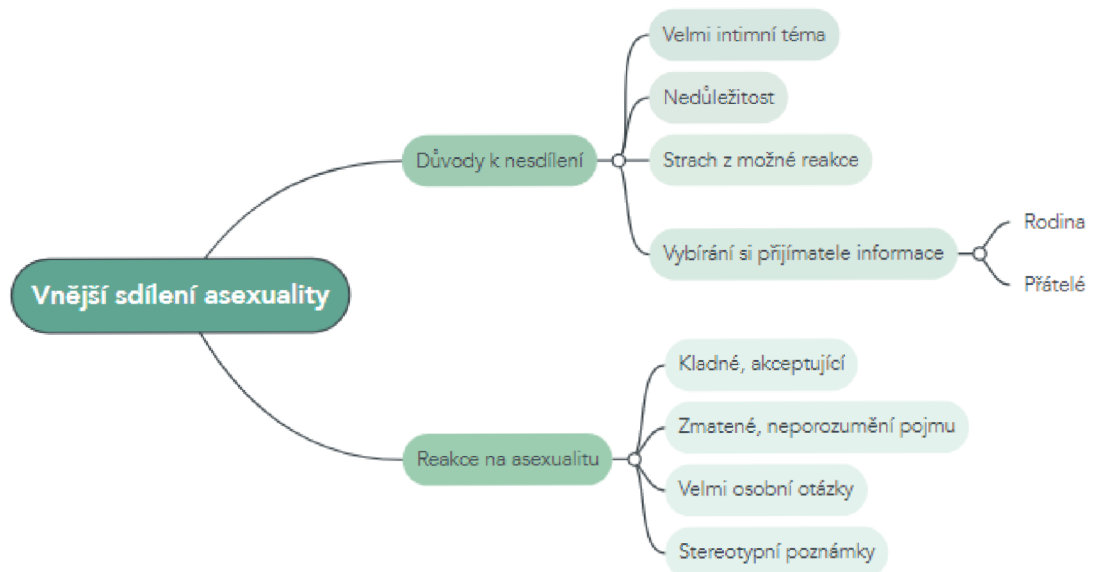 Velmi intimní téma
Nedůležitost
Důvody k nesdílení
Strach z možné reakce
Vybírání si přijímatele informace
Rodina
Přátelé
Vnější sdílení asexuality
Kladné, akceptující
Zmatené, neporozumění pojmu
Reakce na asexualitu
Velmi osobní otázky
Stereotypní poznámky